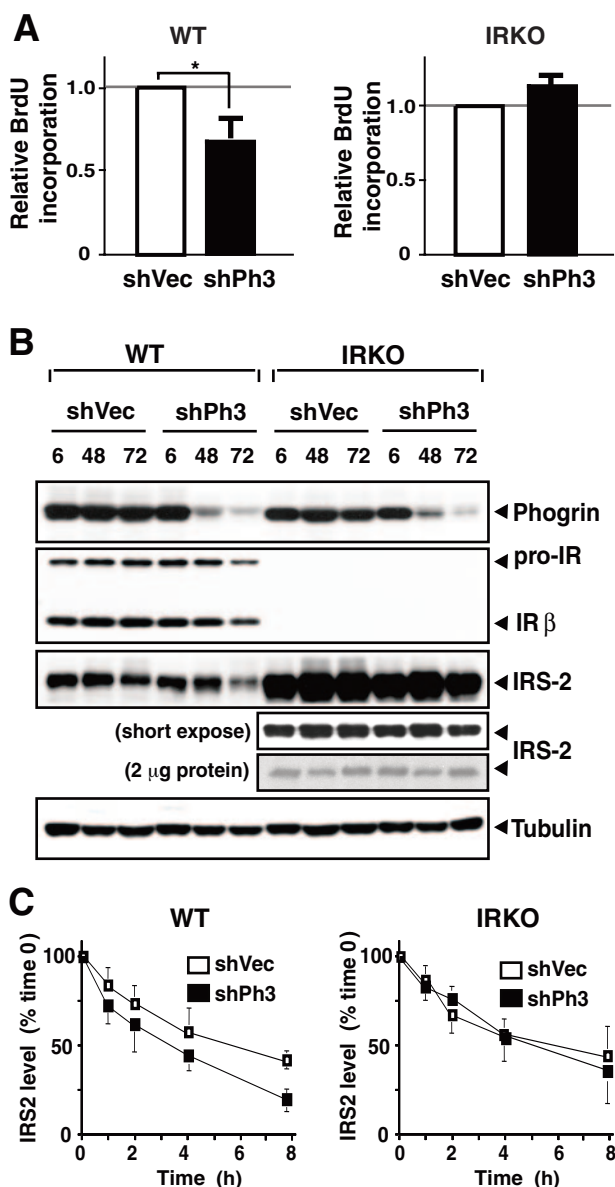 A
WT
IRKO
Relative BrdU
incorporation
1.0
0.5
0
*
shVec shPh3
Relative BrdU
incorporation
1.0
0.5
0
shVec shPh3
B
WT
IRKO
shVec shPh3 shVec shPh3
6 48 72 6 48 72 6 48 72 6 48 72
Phogrin
pro-IR
IR β
IRS-2
(short expose)
IRS-2
(2 μg protein)
Tubulin
C
WT
IRKO
IRS2 level (% time 0)
100
50
0
shVec
shPh3
0 2 4 6 8
Time (h)
IRS2 level (% time 0)
100
50
0
shVec
shPh3
0 2 4 6 8
Time (h)